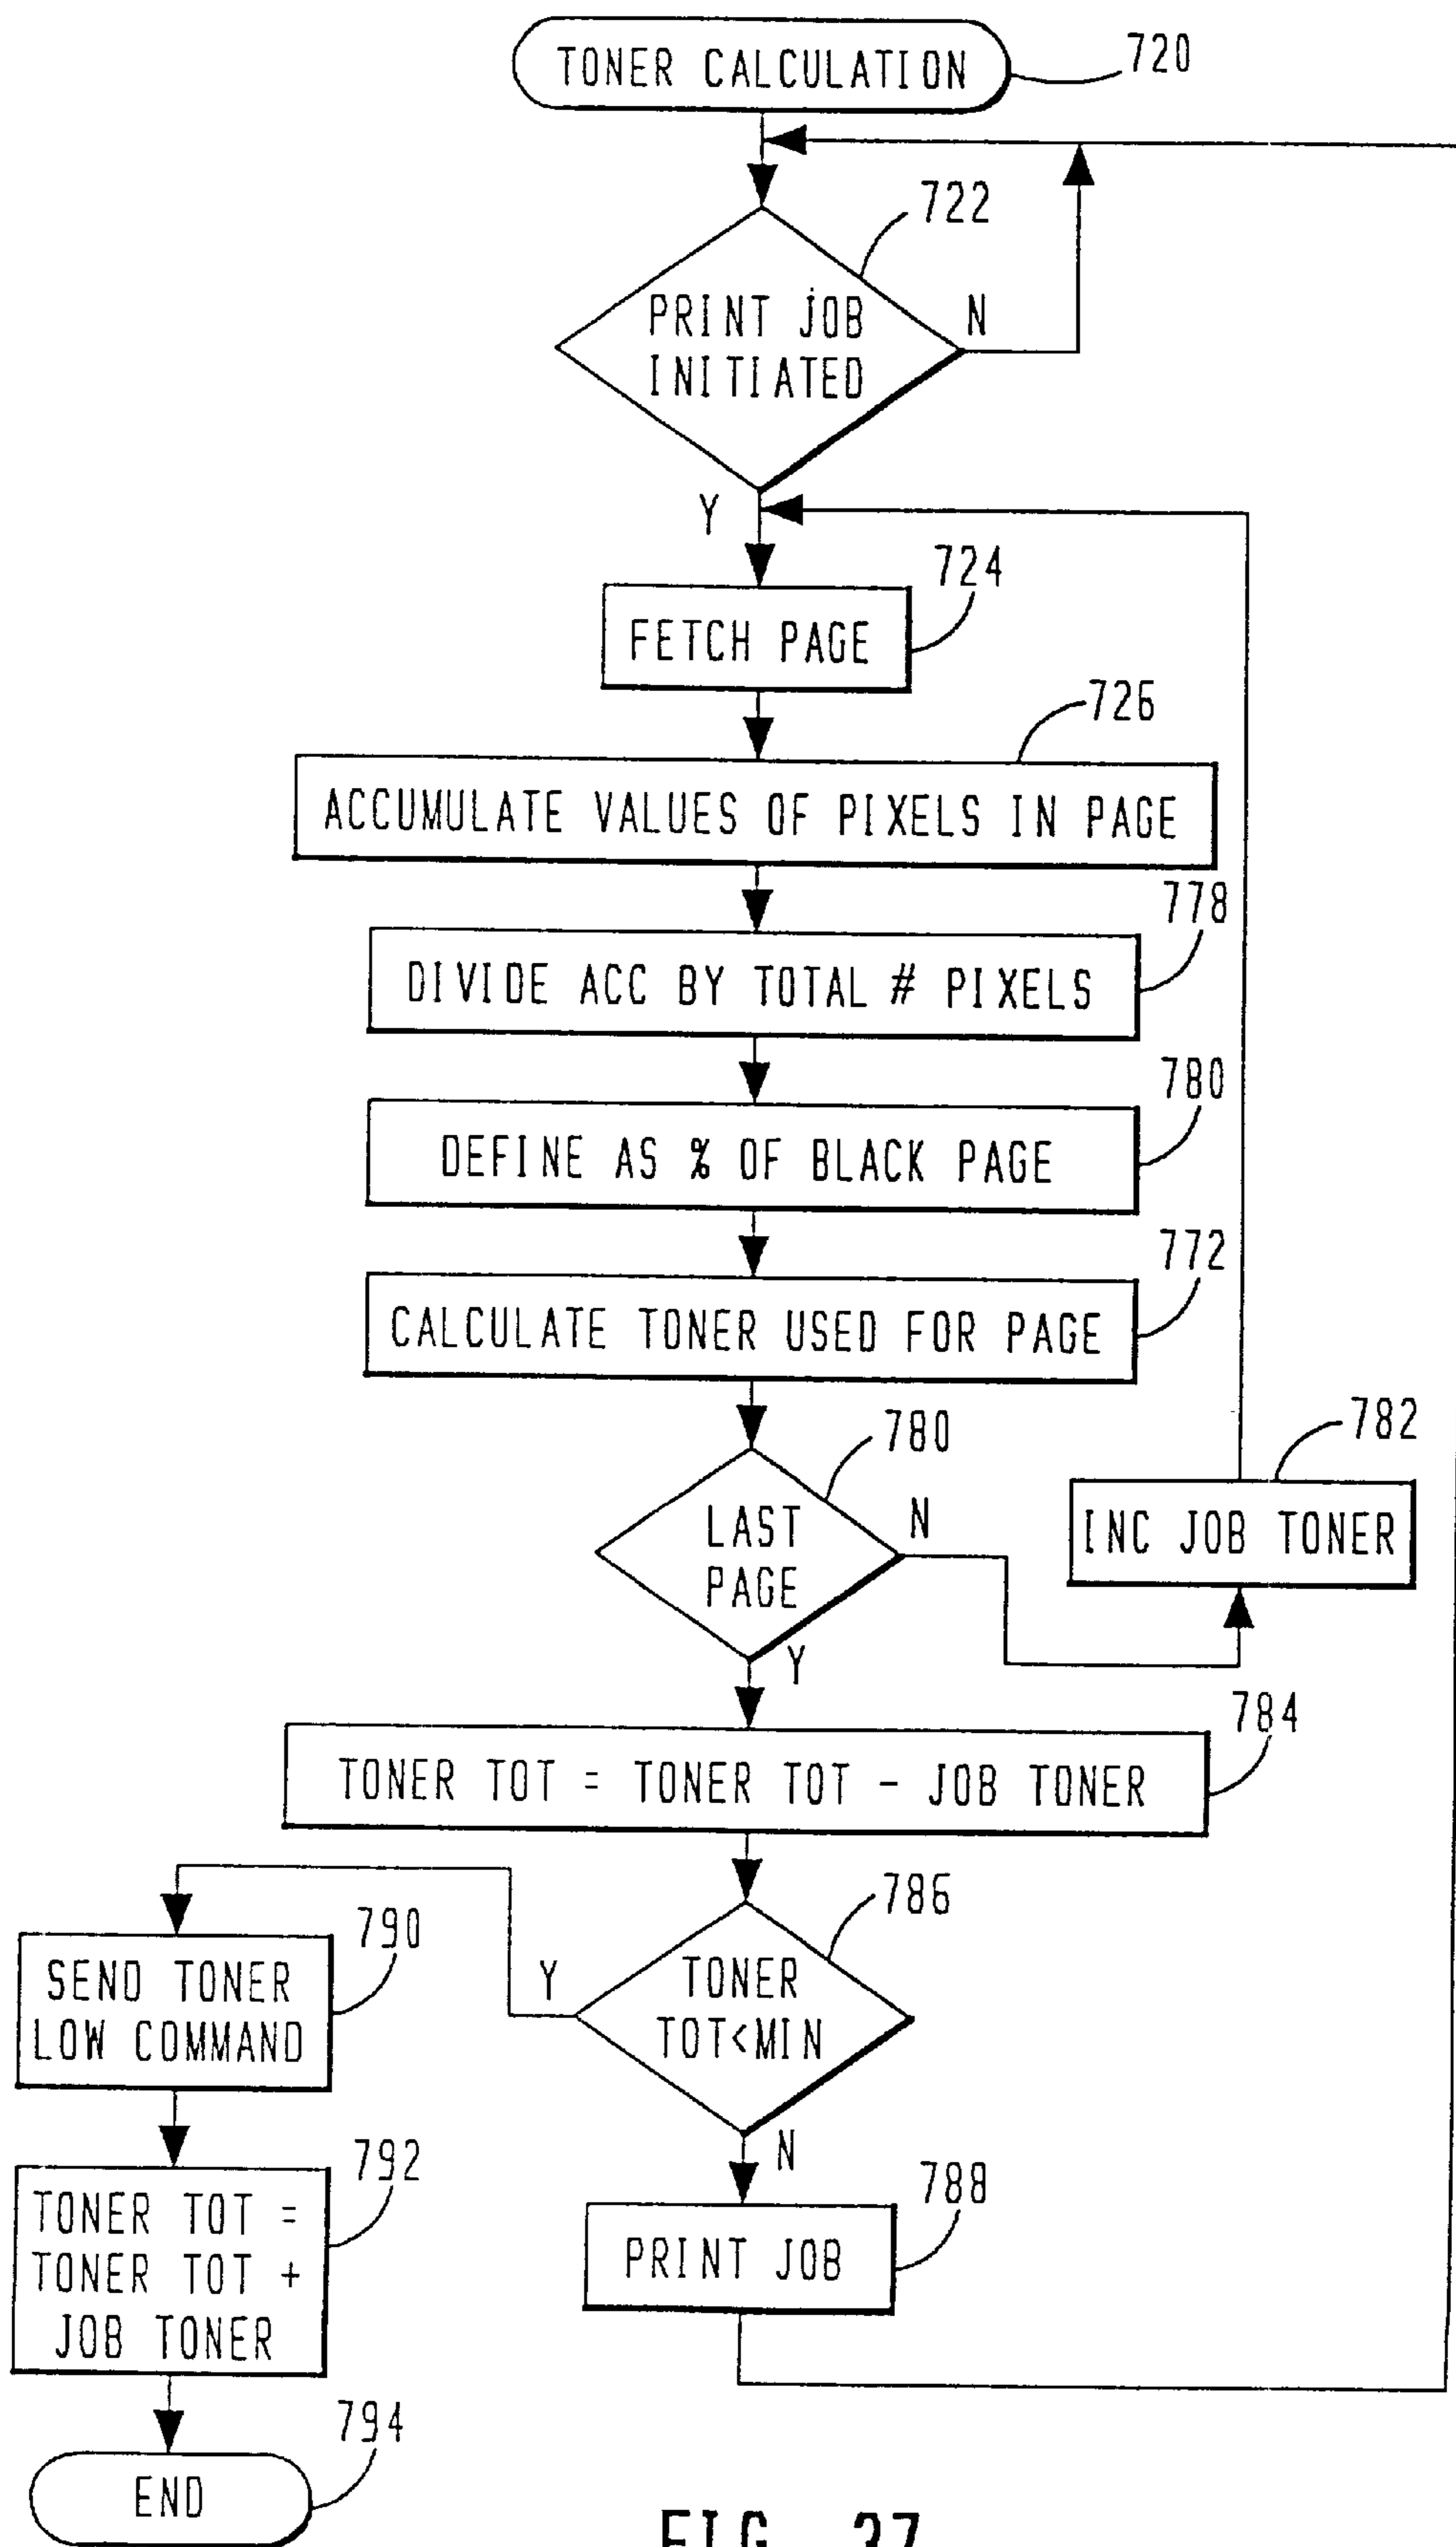 TONER CALCULATION
720
722
PRINT JOB
INITIATED
N
Y
724
FETCH PAGE
726
ACCUMULATE VALUES OF PIXELS IN PAGE
778
DIVIDE ACC BY TOTAL # PIXELS
780
DEFINE AS % OF BLACK PAGE
772
CALCULATE TONER USED FOR PAGE
780
LAST
PAGE
N
782
INC JOB TONER
Y
784
TONER TOT = TONER TOT - JOB TONER
786
TONER
TOT<MIN
Y
790
SEND TONER
LOW COMMAND
N
792
TONER TOT =
TONER TOT +
JOB TONER
788
PRINT JOB
794
END
FIG. 37